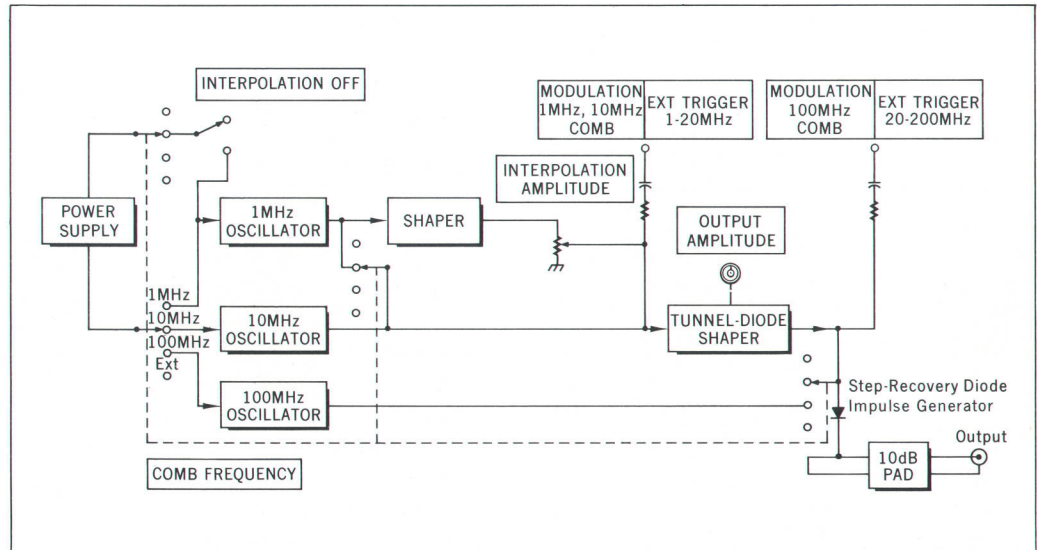 INTERPOLATION OFF
MODULATION
1MHz, 10MHz
COMB
EXT TRIGGER
1-20MHz
MODULATION
100MHz
COMB
EXT TRIGGER
20-200MHz
INTERPOLATION
AMPLITUDE
POWER
SUPPLY
1MHz
OSCILLATOR
SHAPER
OUTPUT
AMPLITUDE
1MHz
10MHz
100MHz
Ext
10MHz
OSCILLATOR
TUNNEL-DIODE
SHAPER
100MHz
OSCILLATOR
Step-Recovery Diode
Impulse Generator
Output
10dB
PAD
COMB FREQUENCY